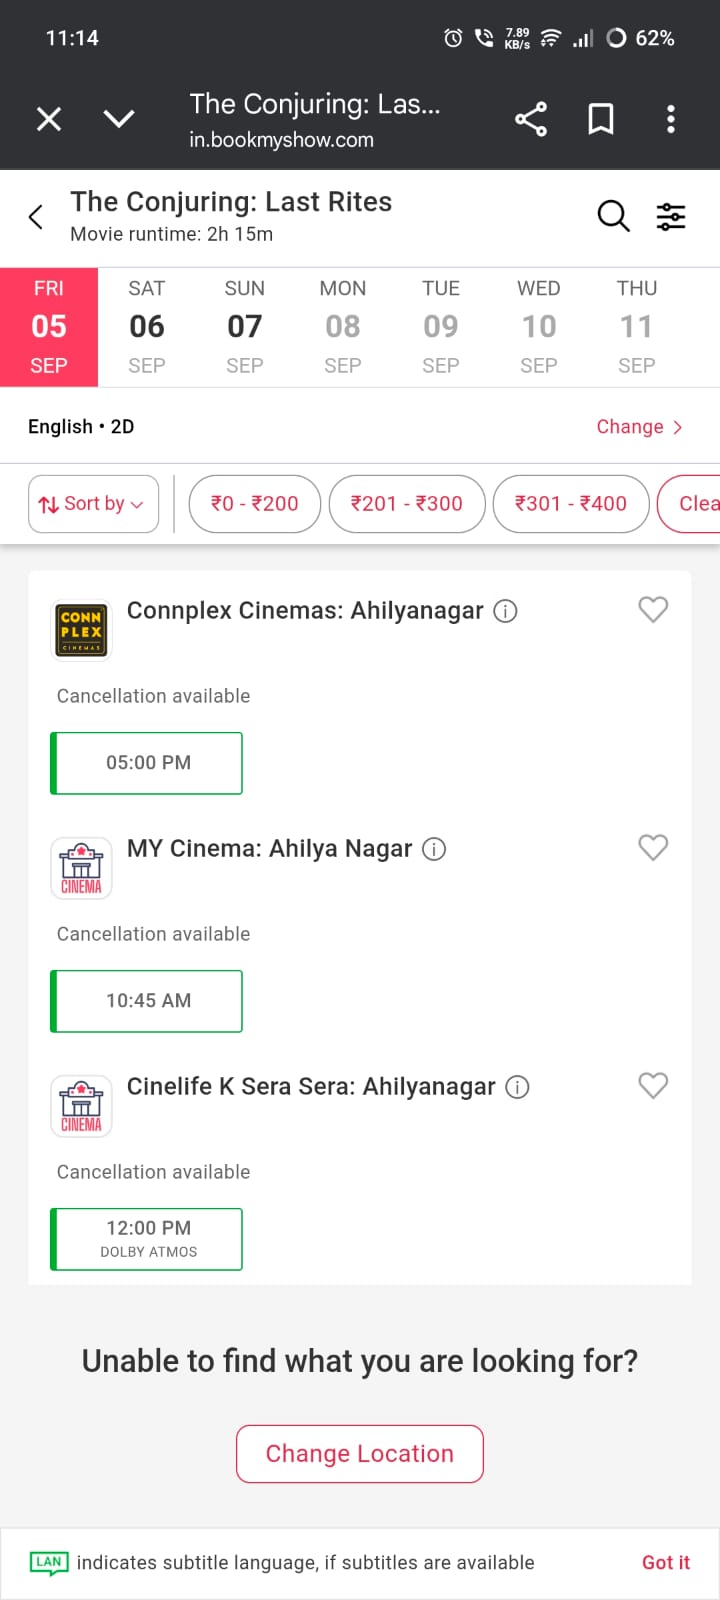 11:14
7.89
KB/s
62%
The Conjuring: Las...
in.bookmyshow.com
The Conjuring: Last Rites
Movie runtime: 2h 15m
FRI SAT SUN MON TUE WED THU
05 06 07 08 09 10 11
SEP SEP SEP SEP SEP SEP SEP
English • 2D Change >
Sort by ₹0 - ₹200 ₹201 - ₹300 ₹301 - ₹400 Clea
CONN
PLEX
CINEMAS
Connplex Cinemas: Ahilyanagar
Cancellation available
05:00 PM
CINEMA
MY Cinema: Ahilya Nagar
Cancellation available
10:45 AM
CINEMA
Cinelife K Sera Sera: Ahilyanagar
Cancellation available
12:00 PM
DOLBY ATMOS
Unable to find what you are looking for?
Change Location
LAN indicates subtitle language, if subtitles are available Got it